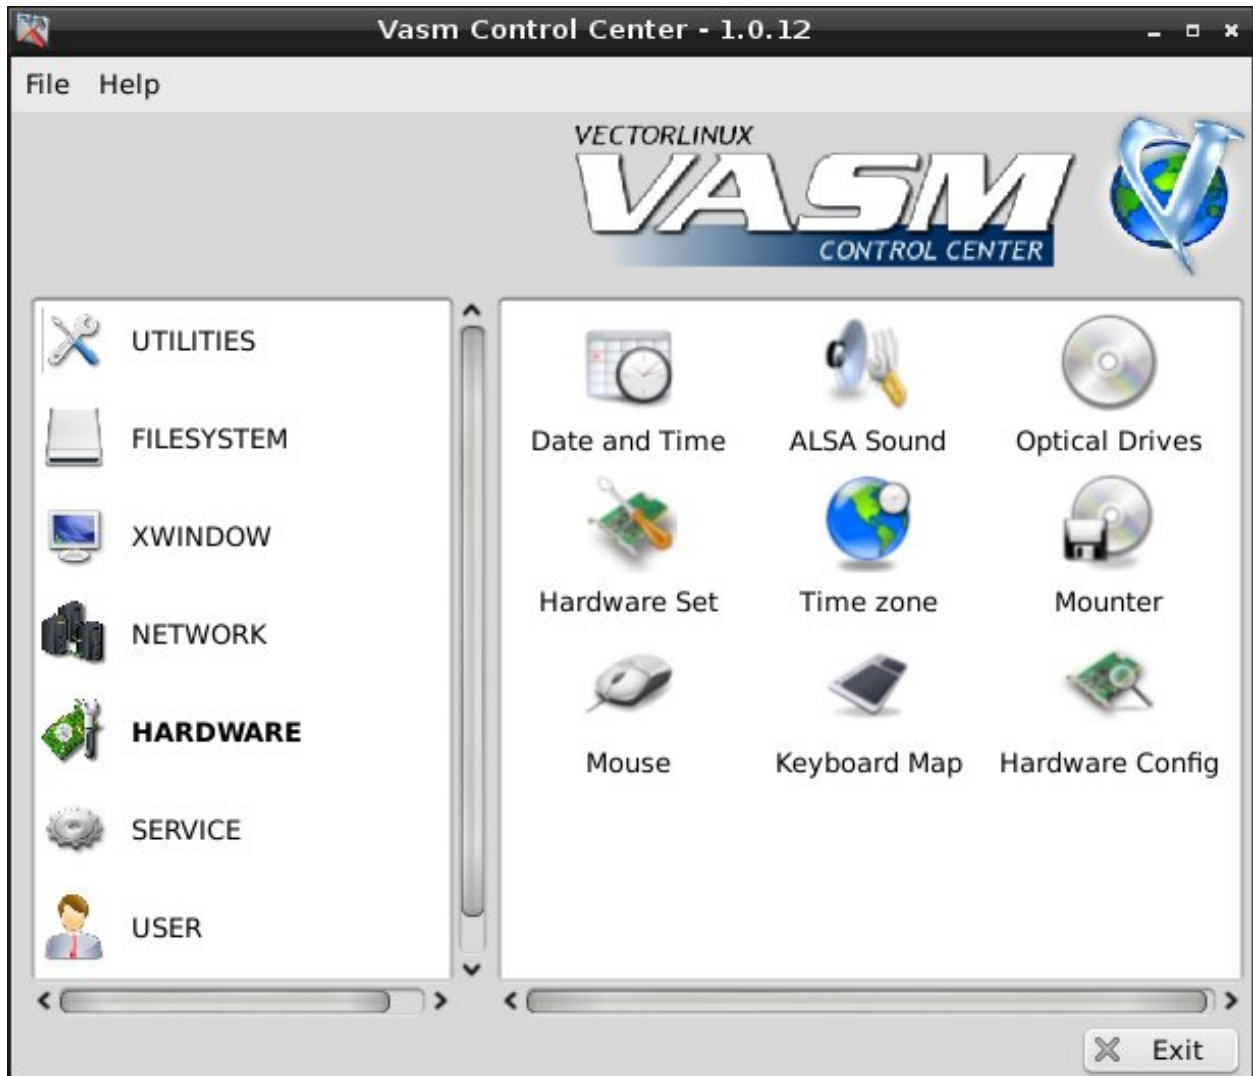 Vasm Control Center - 1.0.12
File Help
VECTORLINUX
VASM
CONTROL CENTER
UTILITIES
FILESYSTEM
XWINDOW
NETWORK
HARDWARE
SERVICE
USER
Date and Time ALSA Sound Optical Drives
Hardware Set Time zone Mounter
Mouse Keyboard Map Hardware Config
Exit